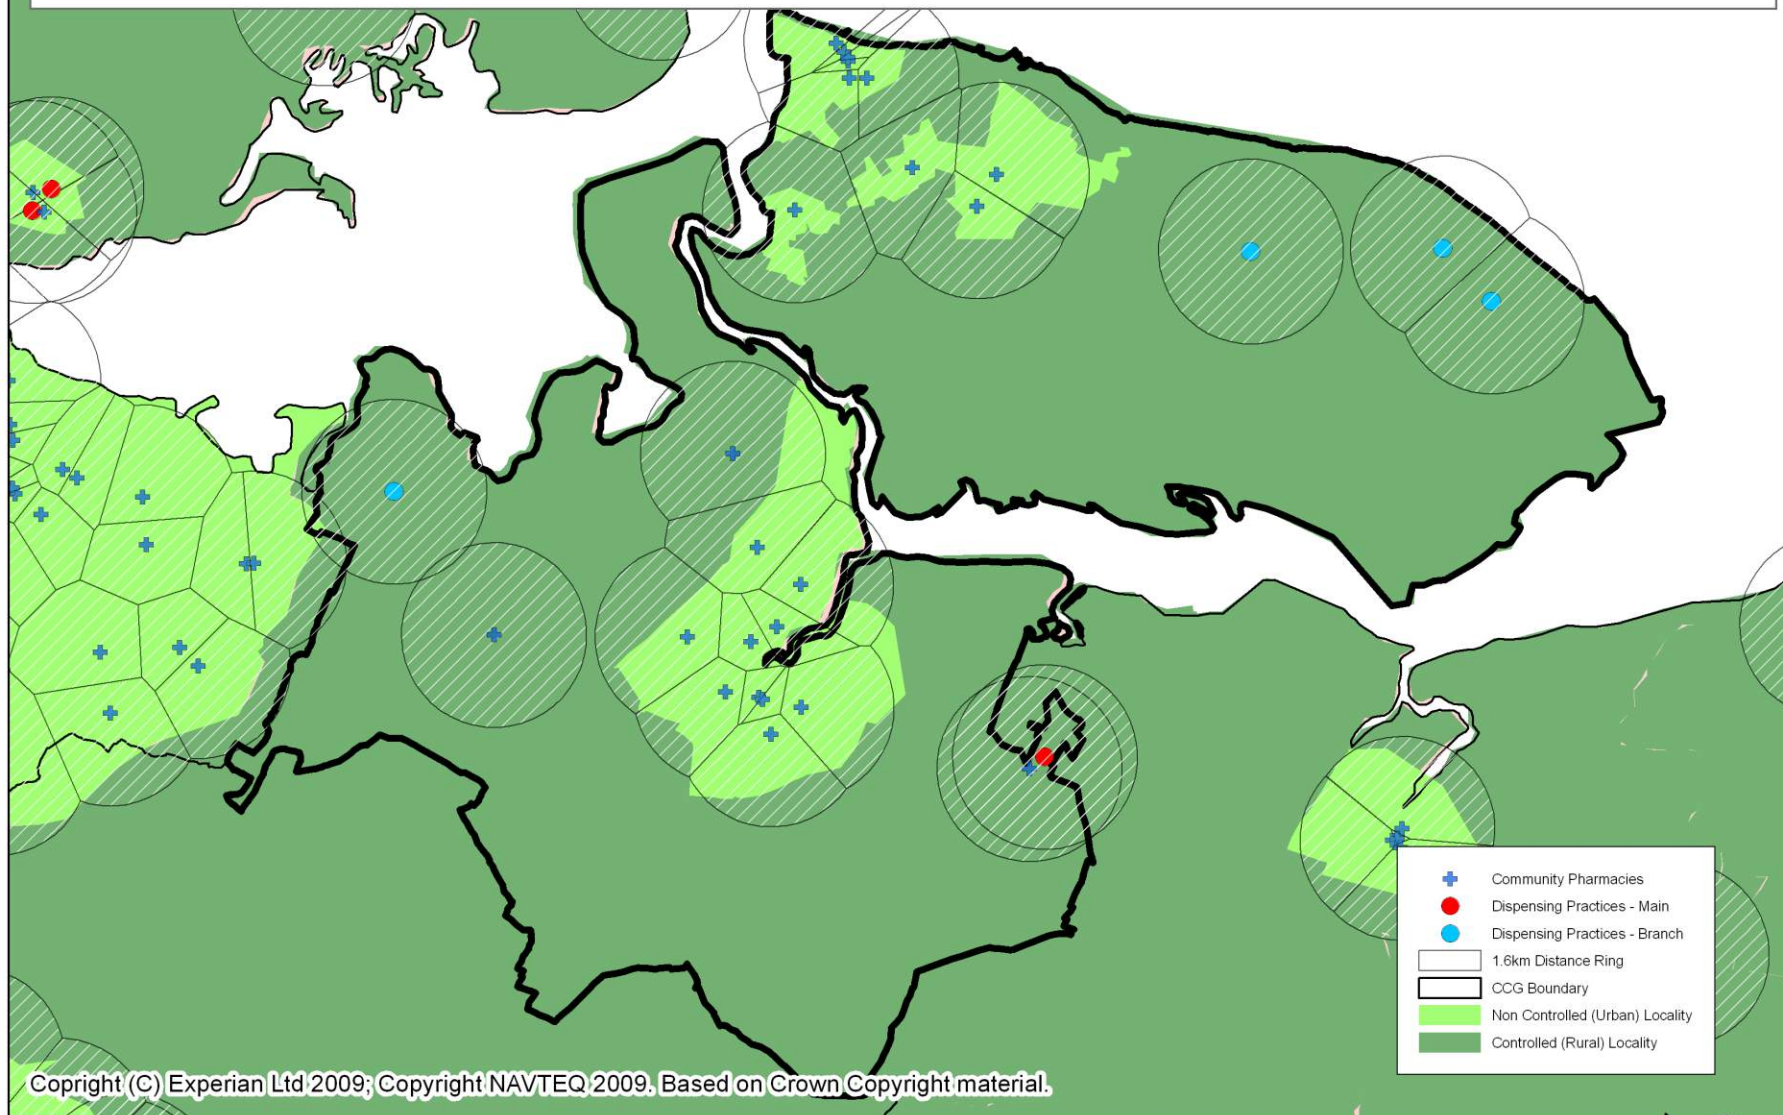 Community Pharmacies
Dispensing Practices - Main
Dispensing Practices - Branch
1.6km Distance Ring
CCG Boundary
Non Controlled (Urban) Locality
Controlled (Rural) Locality
Copright (C) Experian Ltd 2009; Copyright NAVTEQ 2009. Based on Crown Copyright material.